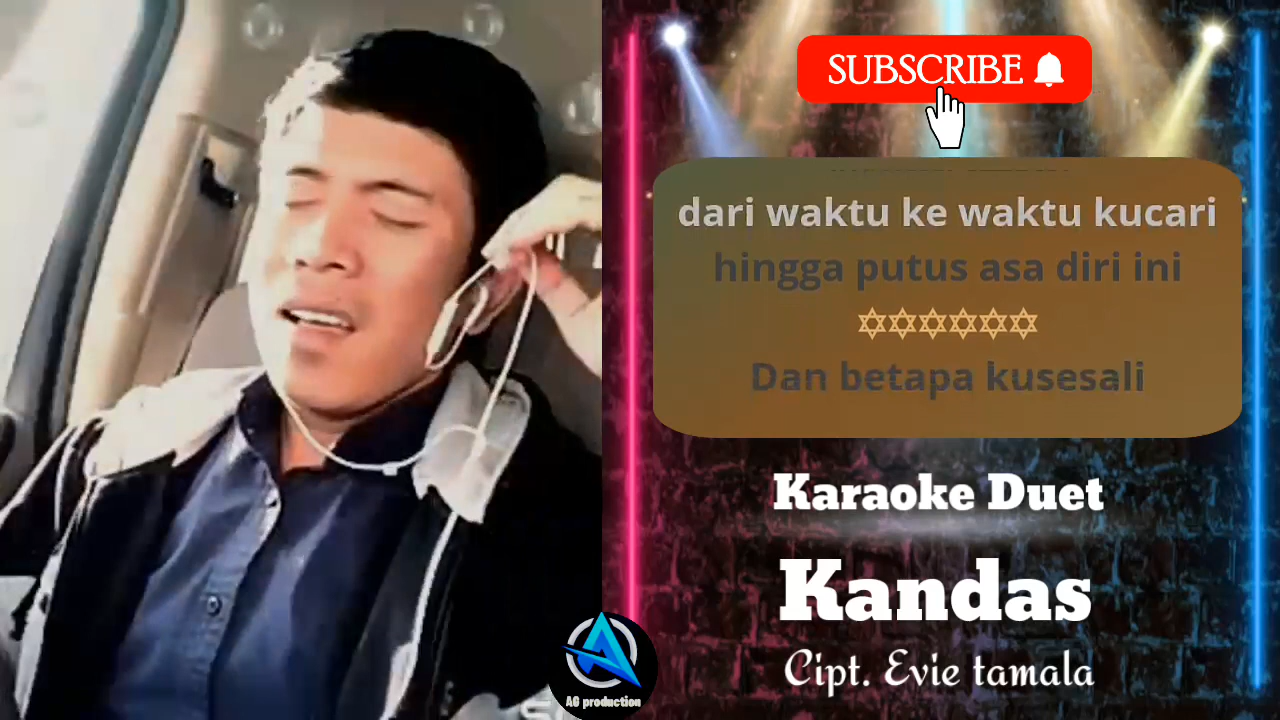 SUBSCRIBE
dari waktu ke waktu kucari
hingga putus asa diri ini
✡✡✡✡✡✡
Dan betapa kusesali
Karaoke Duet
Kandas
Cipt. Evie tamala
AG production